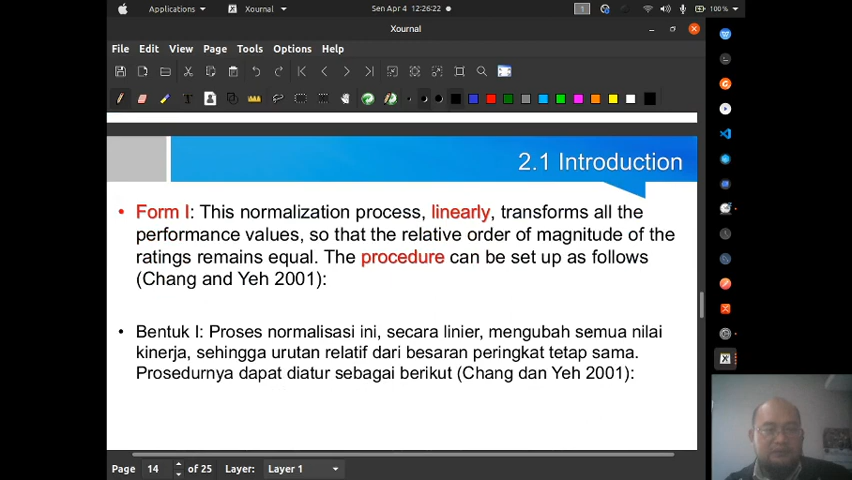 Applications
Xournal
Sen Apr 4 12:26:22
1
100%
Xournal
File Edit View Page Tools Options Help
2.1 Introduction
• Form I: This normalization process, linearly, transforms all the
performance values, so that the relative order of magnitude of the
ratings remains equal. The procedure can be set up as follows
(Chang and Yeh 2001):
• Bentuk I: Proses normalisasi ini, secara linier, mengubah semua nilai
kinerja, sehingga urutan relatif dari besaran peringkat tetap sama.
Prosedurnya dapat diatur sebagai berikut (Chang dan Yeh 2001):
Page 14 of 25 Layer: Layer 1